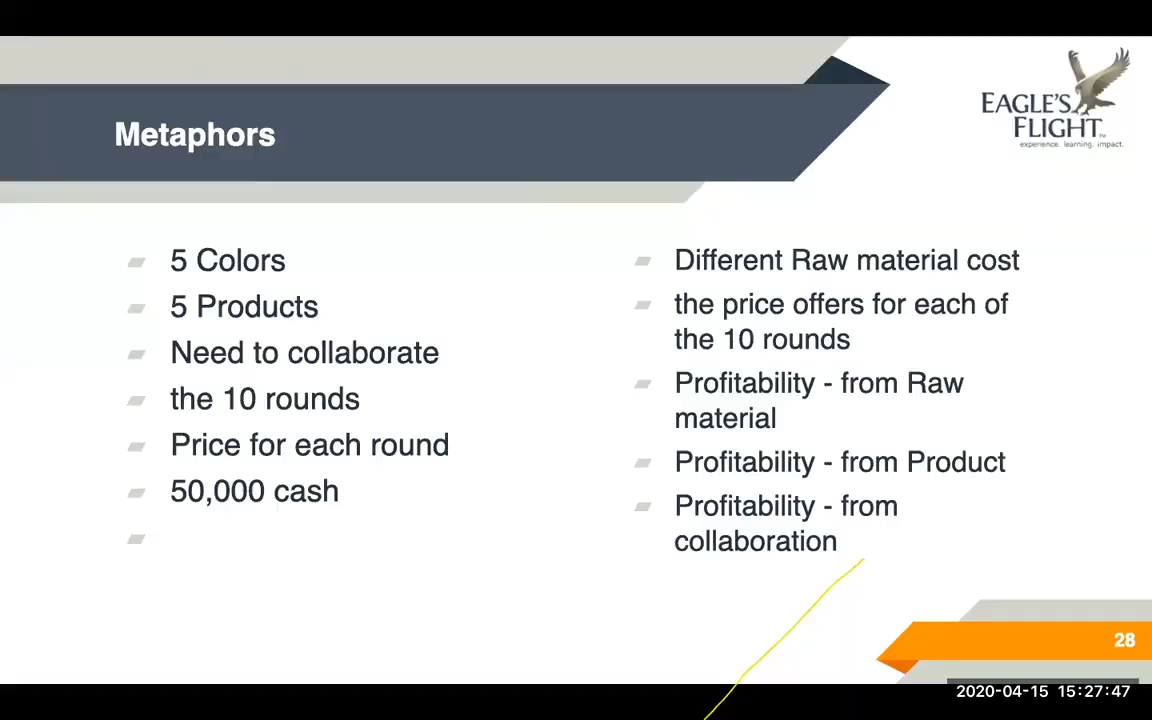 Metaphors
EAGLE'S
FLIGHT™
experience. learning. impact.
5 Colors
5 Products
Need to collaborate
the 10 rounds
Price for each round
50,000 cash
Different Raw material cost
the price offers for each of
the 10 rounds
Profitability - from Raw
material
Profitability - from Product
Profitability - from
collaboration
28
2020-04-15 15:27:47